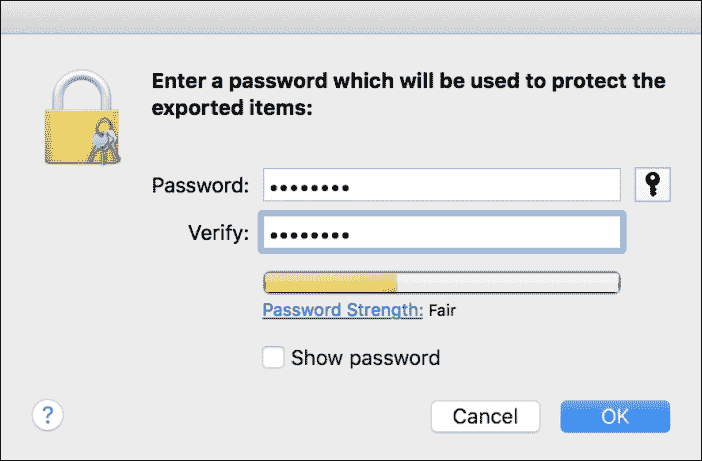 Enter a password which will be used to protect the
exported items:
Password: ••••••••
Verify: ••••••••
Password Strength: Fair
Show password
? Cancel OK